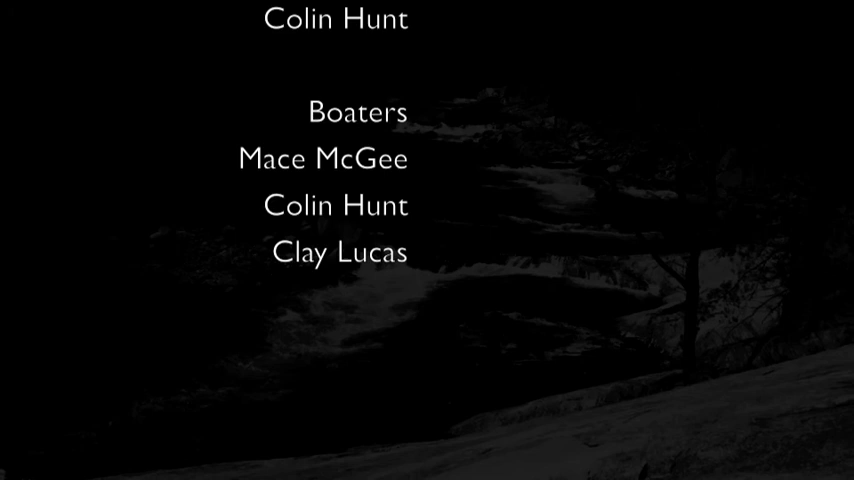 Colin Hunt
Boaters
Mace McGee
Colin Hunt
Clay Lucas